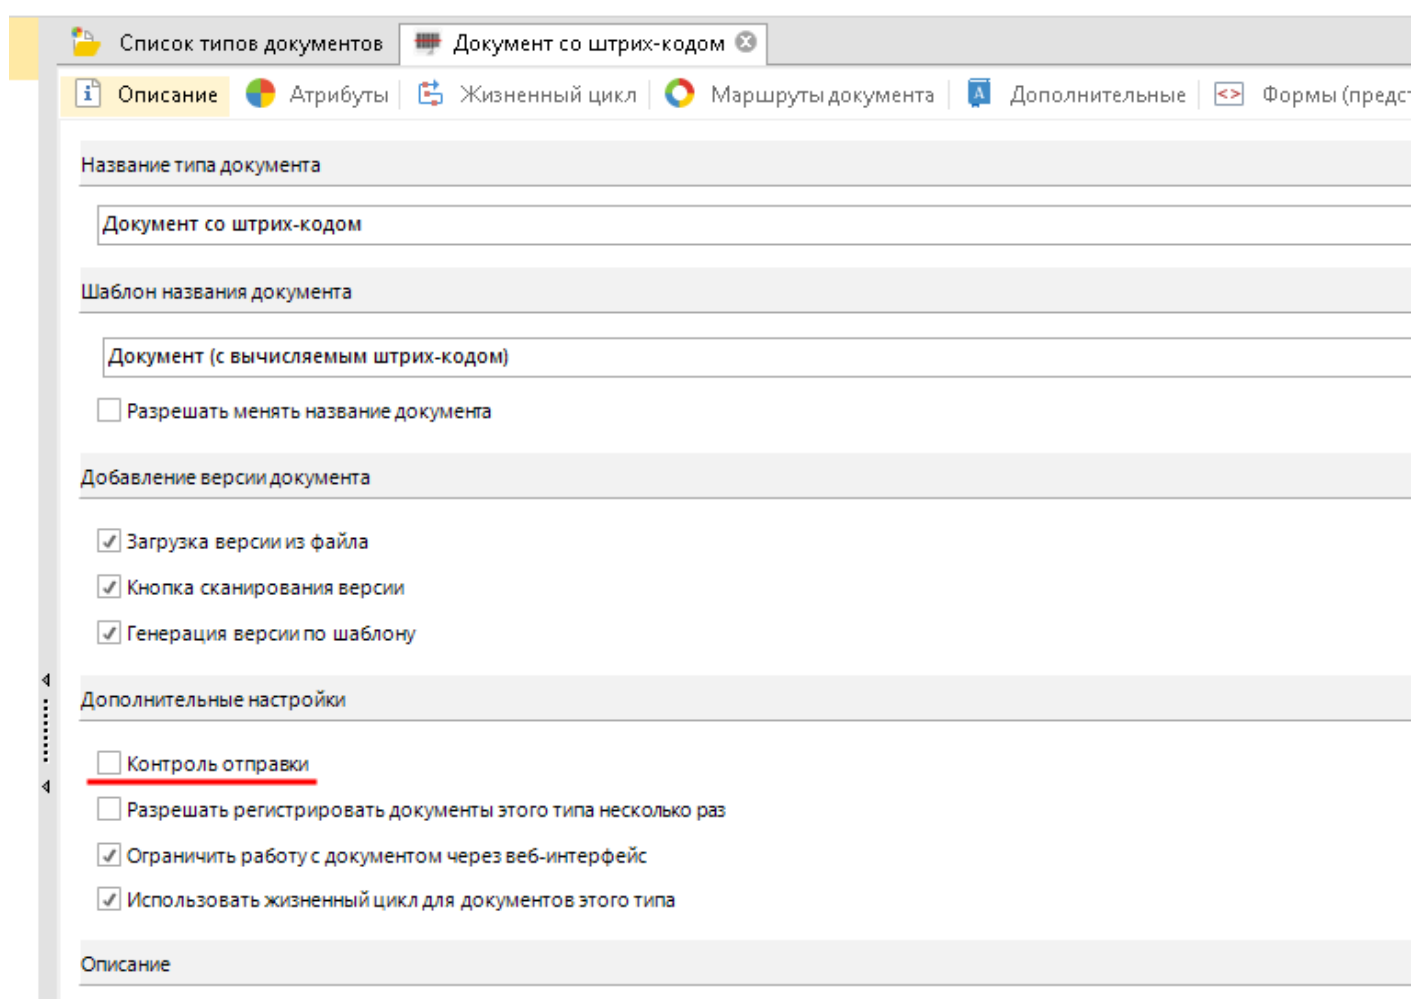 Список типов документов Документ со штрих-кодом
Описание Атрибуты Жизненный цикл Маршруты документа Дополнительные Формы (предст
Название типа документа
Документ со штрих-кодом
Шаблон названия документа
Документ (с вычисляемым штрих-кодом)
Разрешать менять название документа
Добавление версии документа
Загрузка версии из файла
Кнопка сканирования версии
Генерация версии по шаблону
Дополнительные настройки
Контроль отправки
Разрешать регистрировать документы этого типа несколько раз
Ограничить работу с документом через веб-интерфейс
Использовать жизненный цикл для документов этого типа
Описание